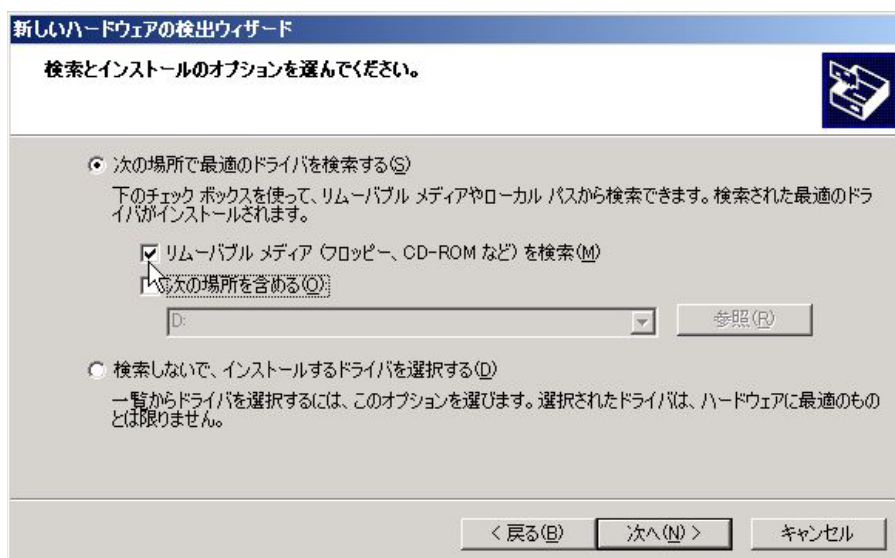 新しいハードウェアの検出ウィザード
検索とインストールのオプションを選んでください。
次の場所で最適のドライバを検索する(S)
下のチェック ボックスを使って、リムーバブル メディアやローカル パスから検索できます。検索された最適のドラ
イバがインストールされます。
リムーバブル メディア (フロッピー、CD-ROM など) を検索(M)
次の場所を含める(O):
D:
参照(R)
検索しないで、インストールするドライバを選択する(D)
一覧からドライバを選択するには、このオプションを選びます。選択されたドライバは、ハードウェアに最適のもの
とは限りません。
< 戻る(B)
次へ(N) >
キャンセル